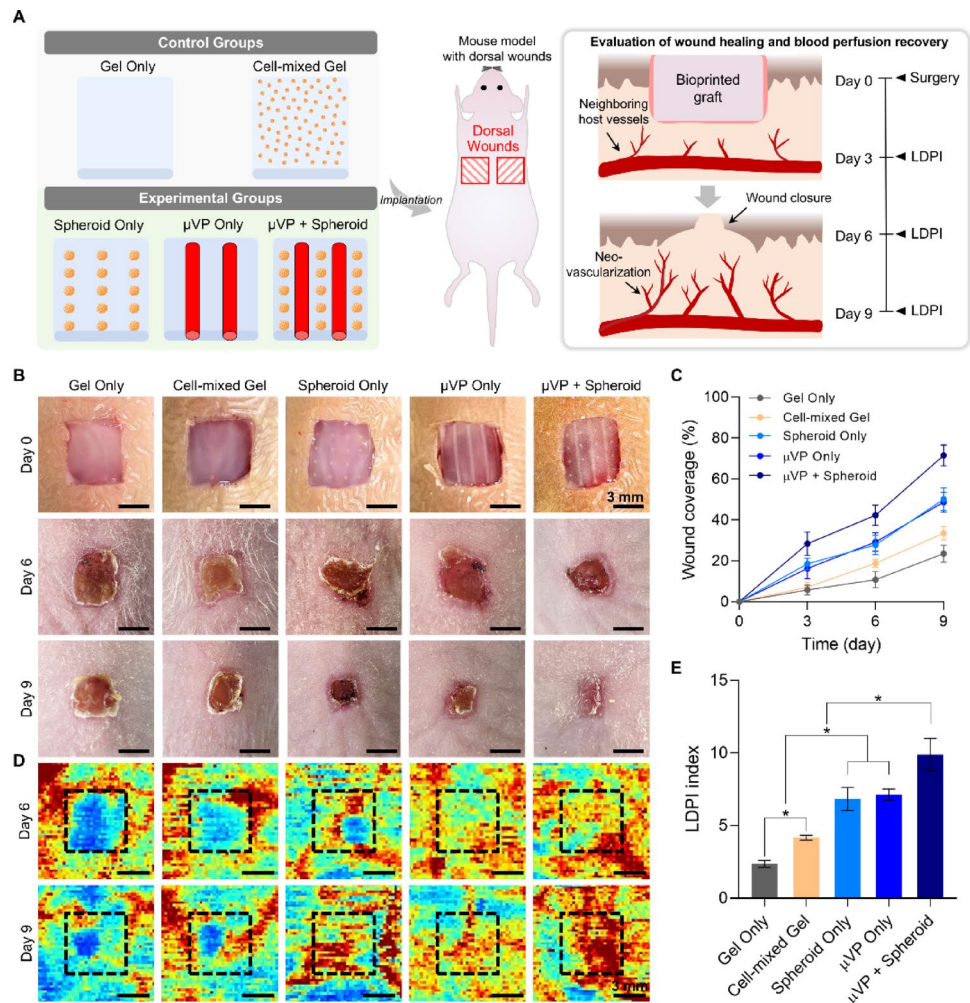 A
Control Groups
Gel Only
Cell-mixed Gel
Experimental Groups
Spheroid Only
µVP Only
µVP + Spheroid
Implantation
Mouse model
with dorsal wounds
Dorsal
Wounds
Evaluation of wound healing and blood perfusion recovery
Bioprinted
graft
Neighboring
host vessels
Wound closure
Neo-
vascularization
Day 0
Surgery
Day 3
LDPI
Day 6
LDPI
Day 9
LDPI
B
Gel Only
Cell-mixed Gel
Spheroid Only
µVP Only
µVP + Spheroid
Day 0
3 mm
Day 6
Day 9
C
Gel Only
Cell-mixed Gel
Spheroid Only
µVP Only
µVP + Spheroid
Wound coverage (%)
100
80
60
40
20
0
0
3
6
9
Time (day)
D
Day 6
Day 9
3 mm
E
LDPI index
15
10
5
0
*
*
*
Gel Only
Cell-mixed Gel
Spheroid Only
µVP Only
µVP + Spheroid